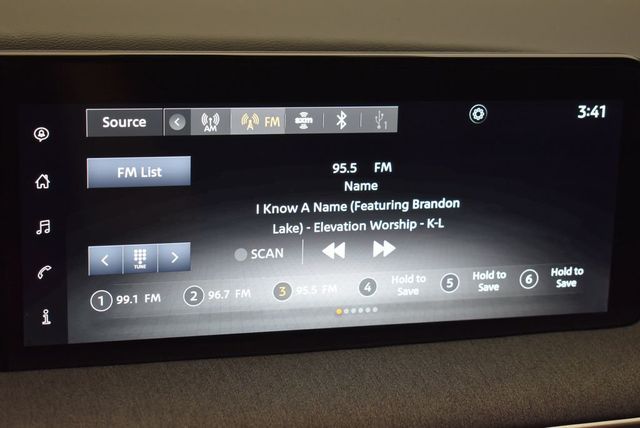 Source
AM
FM
1
3:41
FM List
95.5 FM
Name
I Know A Name (Featuring Brandon
Lake) - Elevation Worship - K-L
TUNE
SCAN
1 99.1 FM
2 96.7 FM
3 95.5 FM
4 Hold to
Save
5 Hold to
Save
6 Hold to
Save